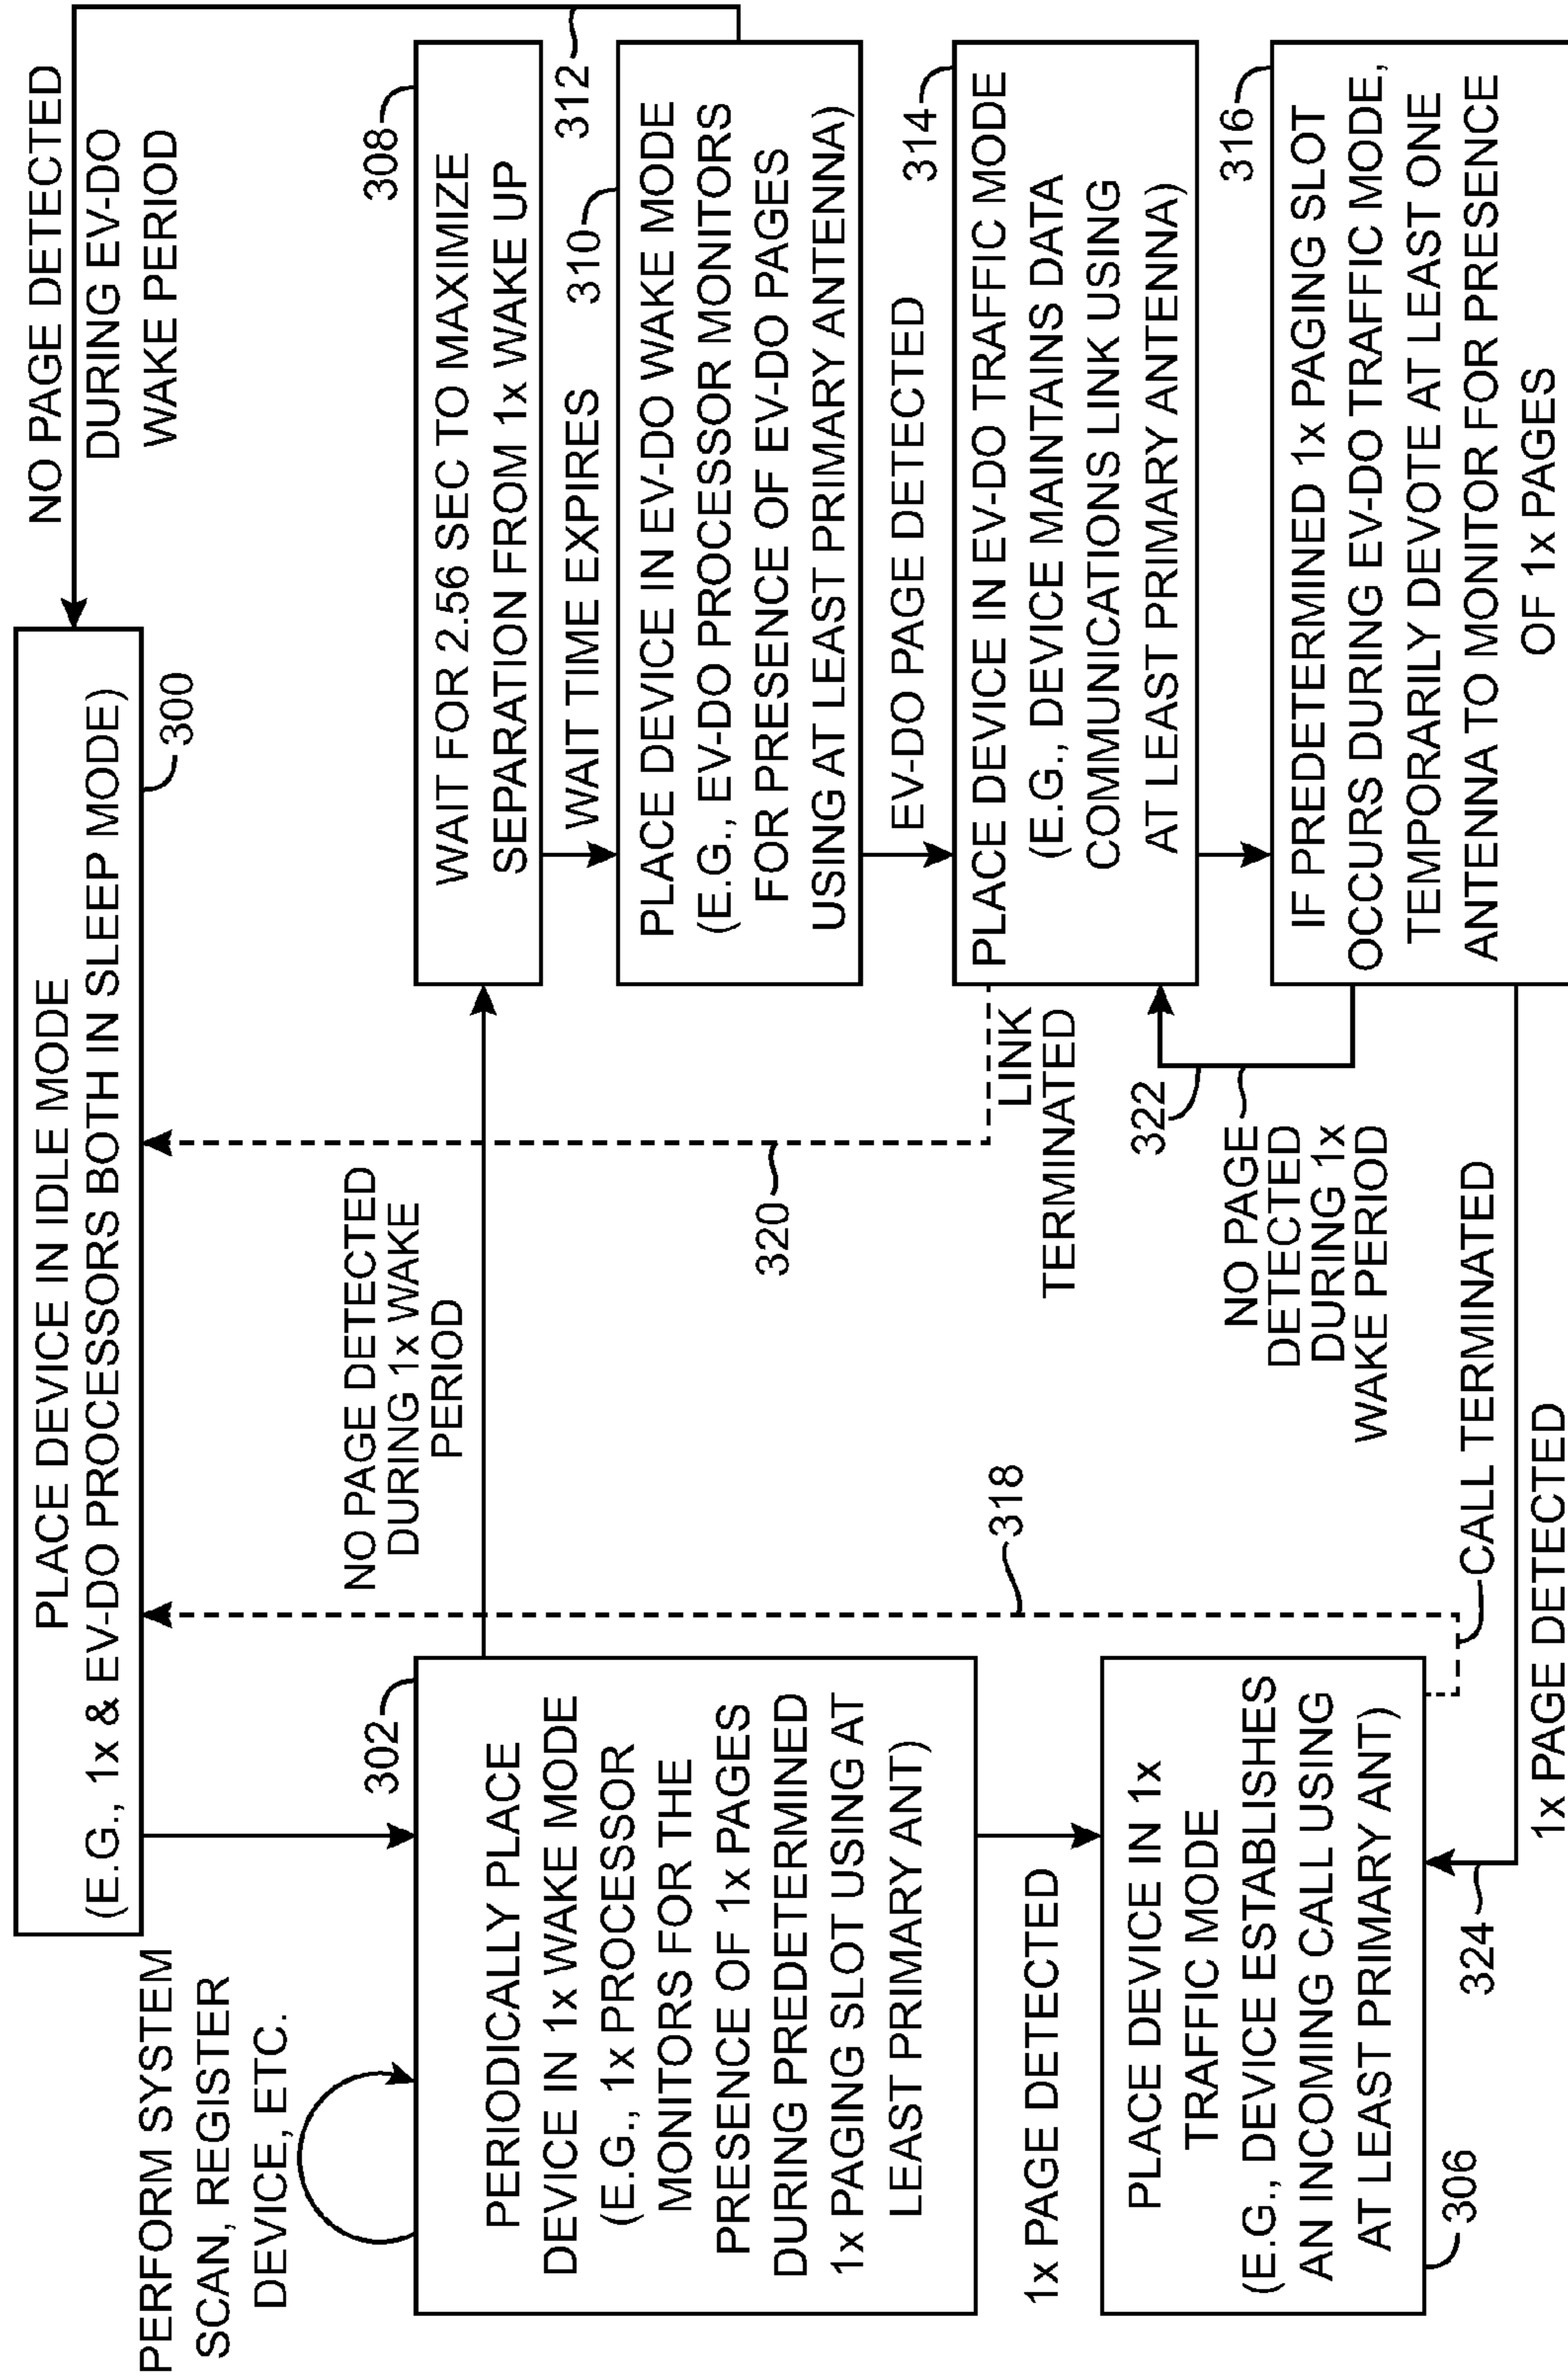 PLACE DEVICE IN IDLE MODE
(E.G., 1x & EV-DO PROCESSORS BOTH IN SLEEP MODE)
300
NO PAGE DETECTED
DURING EV-DO
WAKE PERIOD
PERFORM SYSTEM
SCAN, REGISTER
DEVICE, ETC.
302
PERIODICALLY PLACE
DEVICE IN 1x WAKE MODE
(E.G., 1x PROCESSOR
MONITORS FOR THE
PRESENCE OF 1x PAGES
DURING PREDETERMINED
1x PAGING SLOT USING AT
LEAST PRIMARY ANT)
NO PAGE DETECTED
DURING 1x WAKE
PERIOD
308
WAIT FOR 2.56 SEC TO MAXIMIZE
SEPARATION FROM 1x WAKE UP
WAIT TIME EXPIRES
310
312
PLACE DEVICE IN EV-DO WAKE MODE
(E.G., EV-DO PROCESSOR MONITORS
FOR PRESENCE OF EV-DO PAGES
USING AT LEAST PRIMARY ANTENNA)
320
EV-DO PAGE DETECTED
314
PLACE DEVICE IN EV-DO TRAFFIC MODE
(E.G., DEVICE MAINTAINS DATA
COMMUNICATIONS LINK USING
AT LEAST PRIMARY ANTENNA)
LINK
TERMINATED
318
1x PAGE DETECTED
PLACE DEVICE IN 1x
TRAFFIC MODE
(E.G., DEVICE ESTABLISHES
AN INCOMING CALL USING
AT LEAST PRIMARY ANT)
306
322
NO PAGE
DETECTED
DURING 1x
WAKE PERIOD
316
IF PREDETERMINED 1x PAGING SLOT
OCCURS DURING EV-DO TRAFFIC MODE,
TEMPORARILY DEVOTE AT LEAST ONE
ANTENNA TO MONITOR FOR PRESENCE
OF 1x PAGES
CALL TERMINATED
324
1x PAGE DETECTED